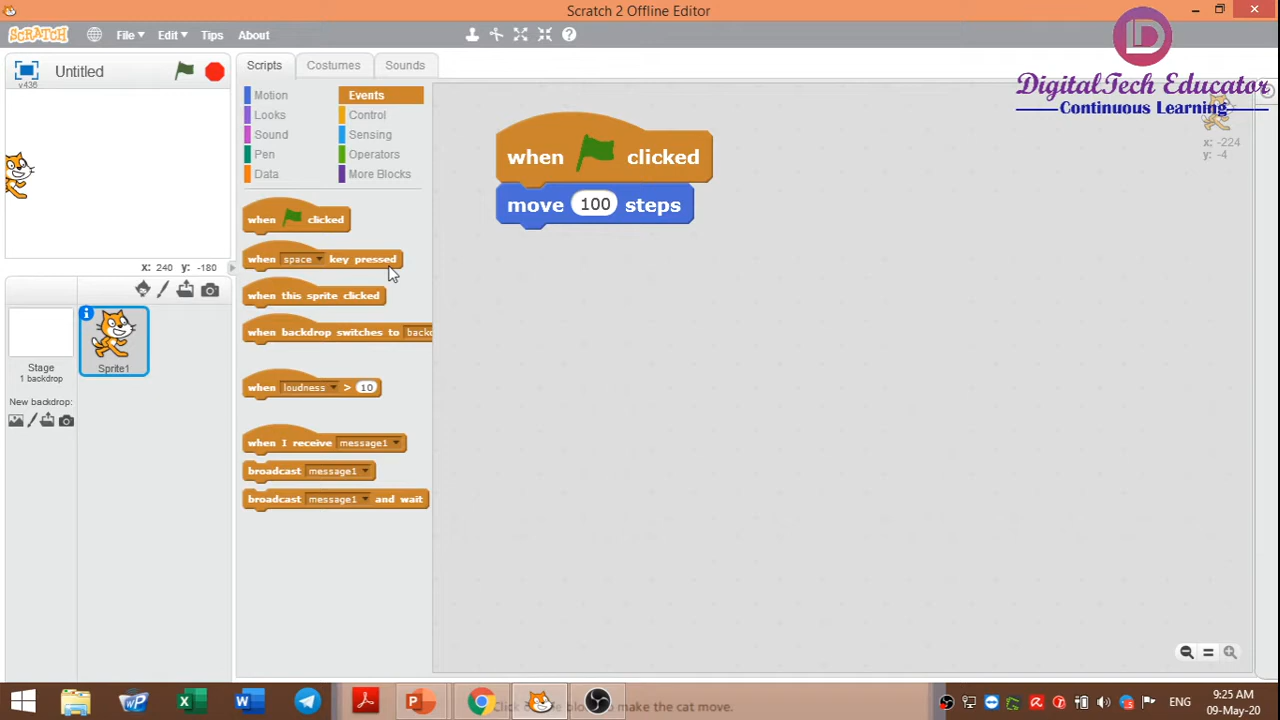 Scratch 2 Offline Editor
SCRATCH File Edit Tips About
DigitalTech Educator
Continuous Learning
Untitled
v436
Scripts Costumes Sounds
Motion Events
Looks Control
Sound Sensing
Pen Operators
Data More Blocks
when clicked
when space key pressed
when this sprite clicked
when backdrop switches to
when loudness > 10
when I receive message1
broadcast message1
broadcast message1 and wait
when clicked
move 100 steps
x: -224
y: -4
x: 240 y: -180
Stage
1 backdrop
New backdrop:
Sprite1
to make the cat move.
ENG
9:25 AM
09-May-20